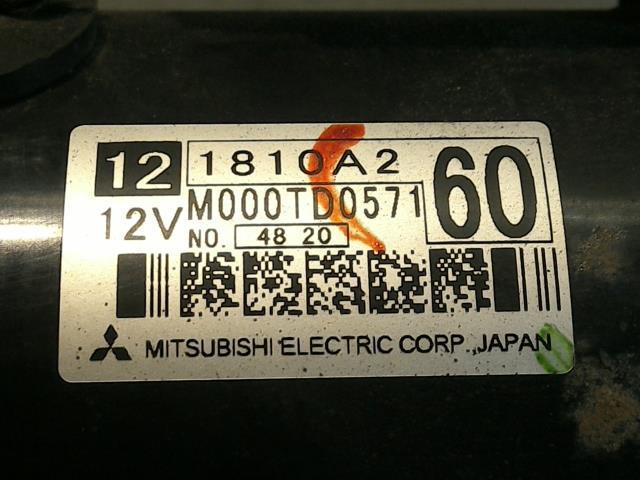 12 1810A2 60
12V M000TD0571
NO. 48 20
MITSUBISHI ELECTRIC CORP. JAPAN